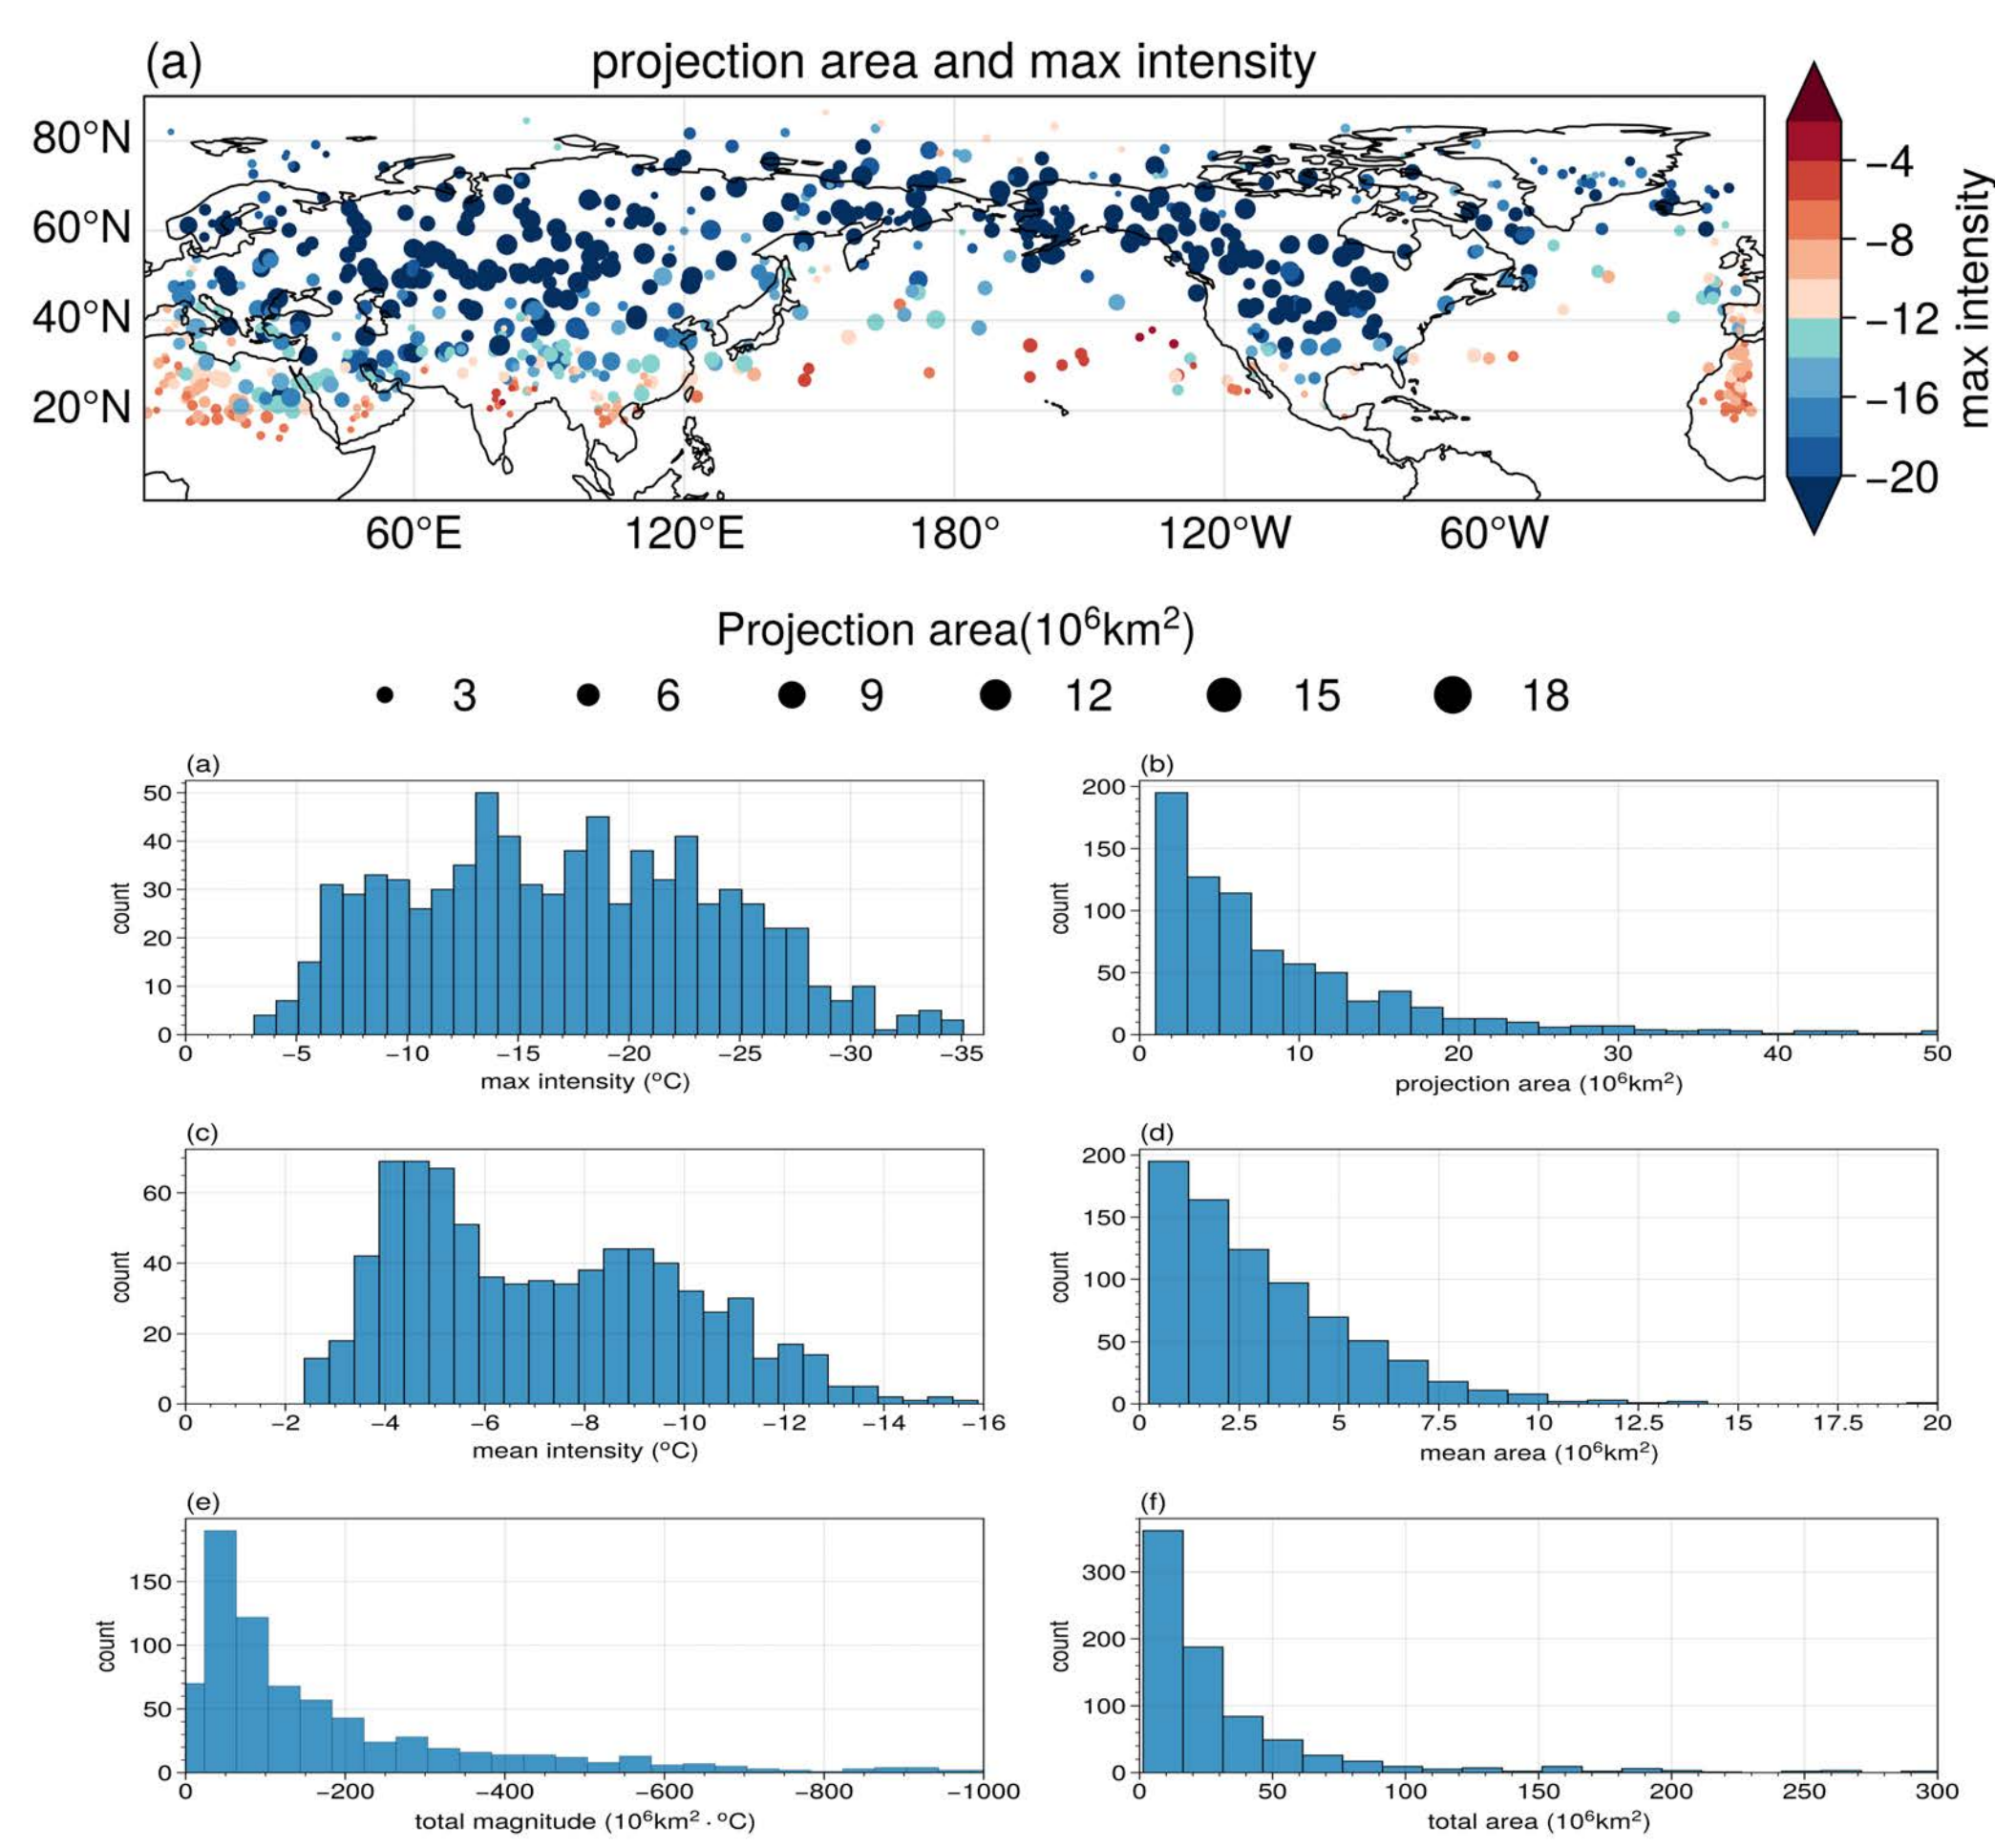 (a) projection area and max intensity
80°N
60°N
40°N
20°N
60°E 120°E 180° 120°W 60°W
−4
−8
−12
−16
−20
max intensity
Projection area(10⁶km²)
3 6 9 12 15 18
(a)
50
40
30
20
10
0
count
0 −5 −10 −15 −20 −25 −30 −35
max intensity (°C)
(b)
200
150
100
50
0
count
0 10 20 30 40 50
projection area (10⁶km²)
(c)
60
40
20
0
count
0 −2 −4 −6 −8 −10 −12 −14 −16
mean intensity (°C)
(d)
200
150
100
50
0
count
0 2.5 5 7.5 10 12.5 15 17.5 20
mean area (10⁶km²)
(e)
150
100
50
0
count
0 −200 −400 −600 −800 −1000
total magnitude (10⁶km² · °C)
(f)
300
200
100
0
count
0 50 100 150 200 250 300
total area (10⁶km²)